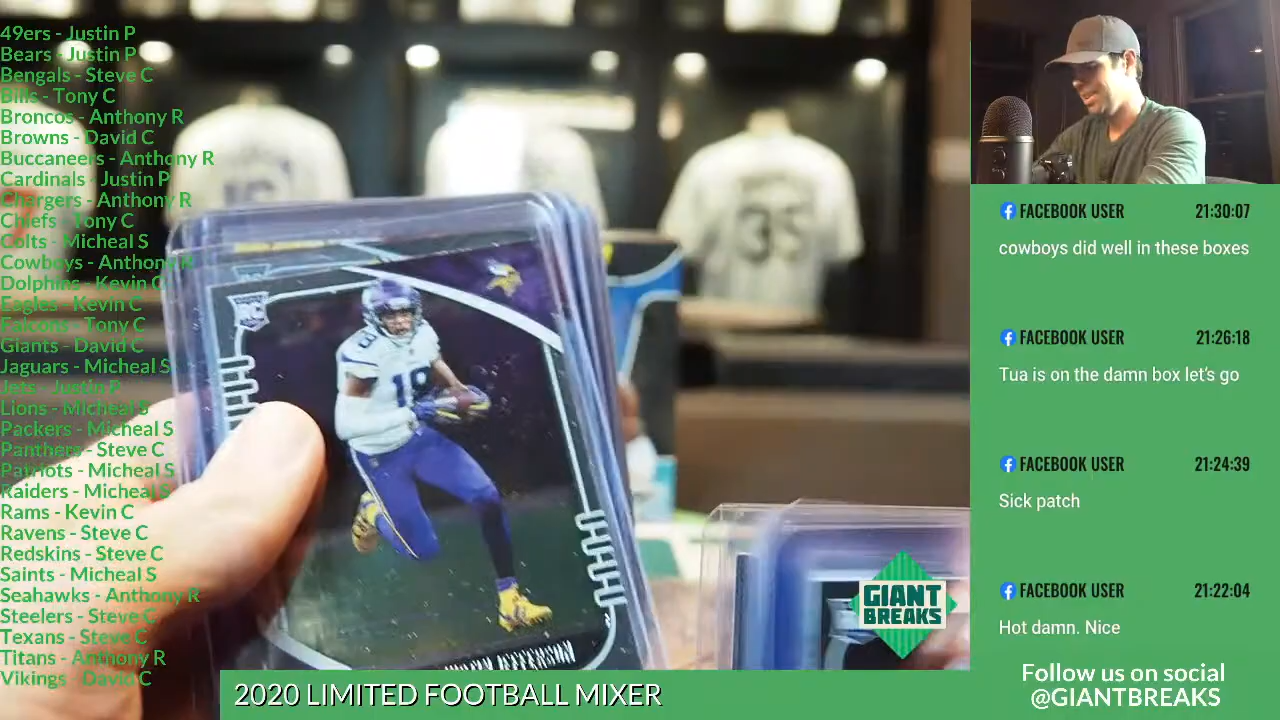 49ers - Justin P
Bears - Justin P
Bengals - Steve C
Bills - Tony C
Broncos - Anthony R
Browns - David C
Buccaneers - Anthony R
Cardinals - Justin P
Chargers - Anthony R
Chiefs - Tony C
Colts - Micheal S
Cowboys - Anthony R
Dolphins - Kevin C
Eagles - Kevin C
Falcons - Tony C
Giants - David C
Jaguars - Micheal S
Jets - Justin P
Lions - Micheal S
Packers - Micheal S
Panthers - Steve C
Patriots - Micheal S
Raiders - Micheal S
Rams - Kevin C
Ravens - Steve C
Redskins - Steve C
Saints - Micheal S
Seahawks - Anthony R
Steelers - Steve C
Texans - Steve C
Titans - Anthony R
Vikings - David C
35
RC
18
JEFFERSON
GIANT
BREAKS
2020 LIMITED FOOTBALL MIXER
FACEBOOK USER 21:30:07
cowboys did well in these boxes
FACEBOOK USER 21:26:18
Tua is on the damn box let's go
FACEBOOK USER 21:24:39
Sick patch
FACEBOOK USER 21:22:04
Hot damn. Nice
Follow us on social
@GIANTBREAKS